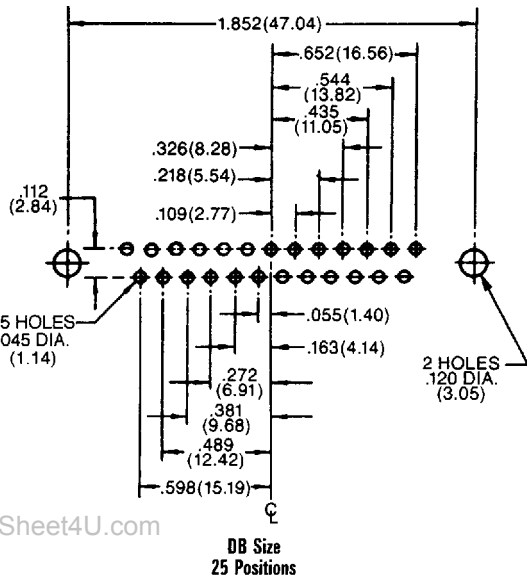 1.852(47.04)
.652(16.56)
.544
(13.82)
.435
(11.05)
.326(8.28)
.218(5.54)
.112
(2.84)
.109(2.77)
5 HOLES
045 DIA.
(1.14)
.055(1.40)
.163(4.14)
2 HOLES
.120 DIA.
(3.05)
.272
(6.91)
.381
(9.68)
.489
(12.42)
.598(15.19)
CL
Sheet4U.com
DB Size
25 Positions